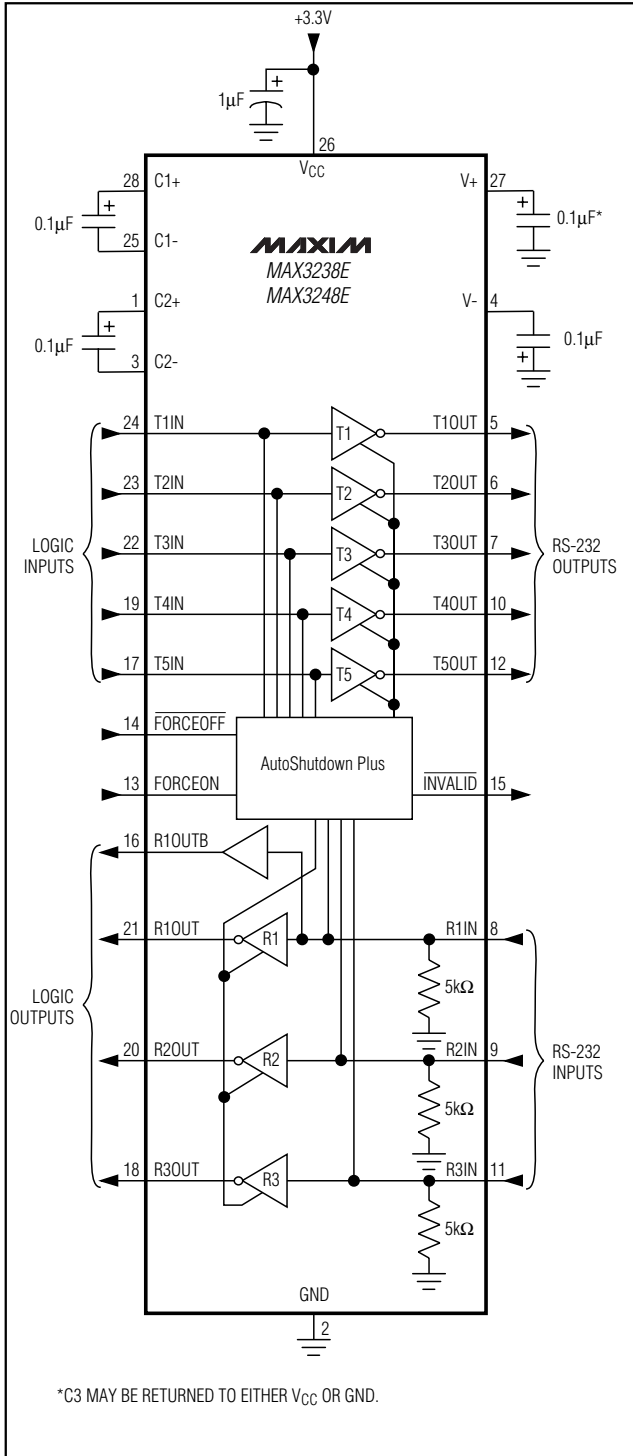 +3.3V
1µF +
26
VCC
28 C1+ V+ 27
+ 0.1µF + 0.1µF*
25 C1-
MAXIM
MAX3238E
MAX3248E
1 C2+ V- 4
+ 0.1µF + 0.1µF
3 C2-
24 T1IN T1 T1OUT 5
23 T2IN T2 T2OUT 6
LOGIC INPUTS
22 T3IN T3 T3OUT 7
RS-232 OUTPUTS
19 T4IN T4 T4OUT 10
17 T5IN T5 T5OUT 12
14 FORCEOFF
AutoShutdown Plus
13 FORCEON INVALID 15
16 R1OUTB
21 R1OUT R1 R1IN 8
5kΩ
LOGIC OUTPUTS
20 R2OUT R2 R2IN 9
RS-232 INPUTS
5kΩ
18 R3OUT R3 R3IN 11
5kΩ
GND
2
*C3 MAY BE RETURNED TO EITHER VCC OR GND.